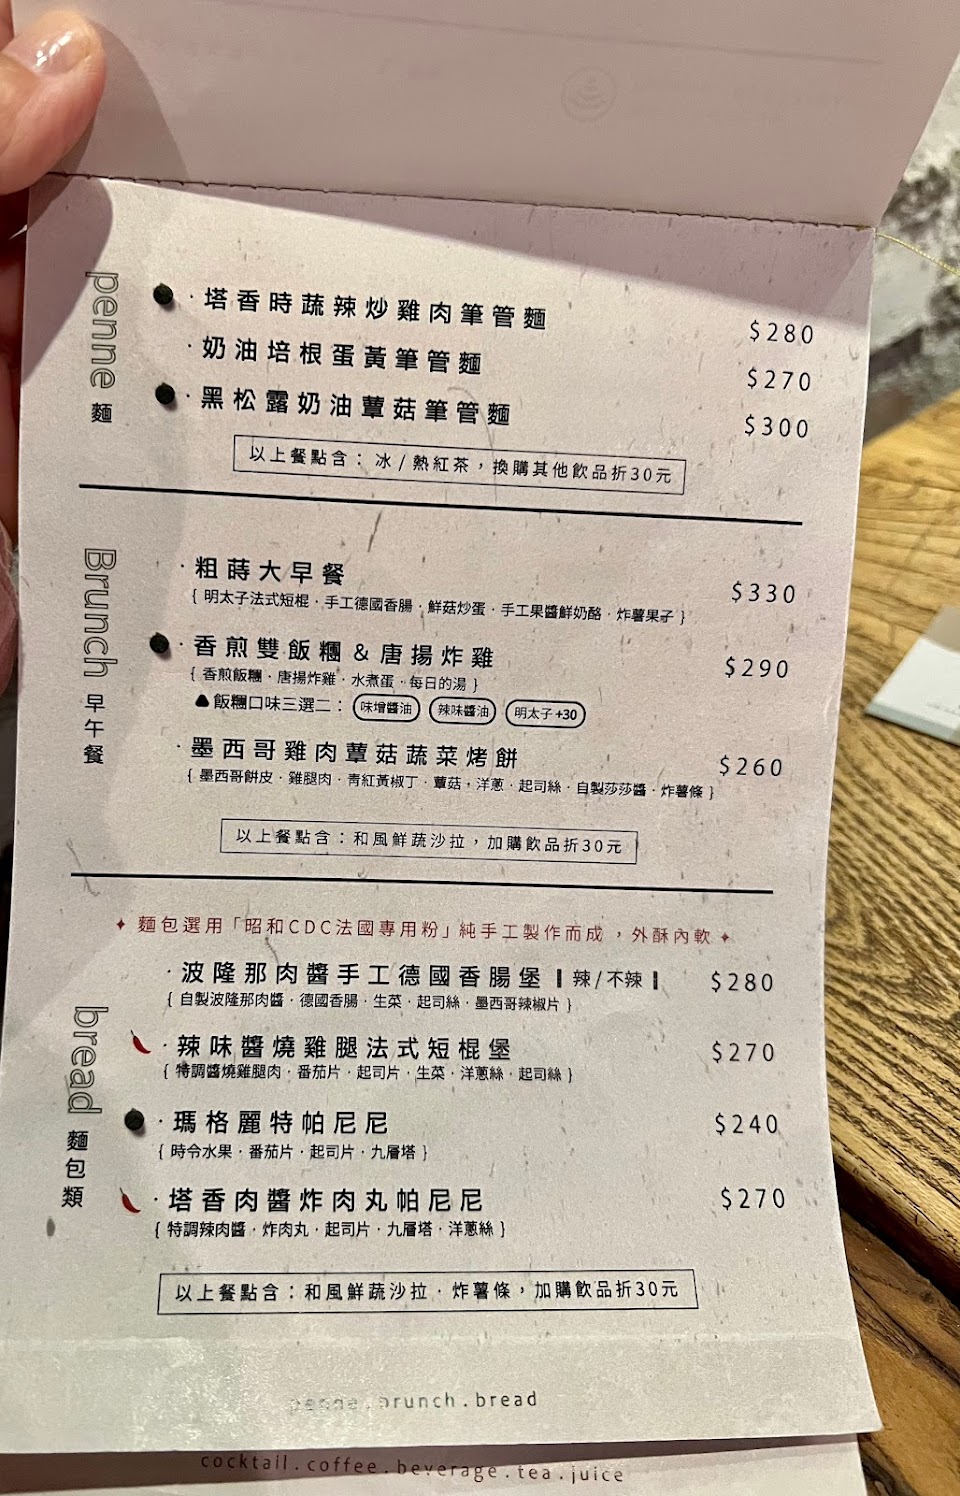 penne 麵
· 塔香時蔬辣炒雞肉筆管麵 $280
· 奶油培根蛋黃筆管麵 $270
· 黑松露奶油蕈菇筆管麵 $300
以上餐點含：冰/熱紅茶，換購其他飲品折30元
Brunch 早午餐
· 粗蒔大早餐 $330
{ 明太子法式短棍 · 手工德國香腸 · 鮮菇炒蛋 · 手工果醬鮮奶酪 · 炸薯果子 }
· 香煎雙飯糰 & 唐揚炸雞 $290
{ 香煎飯糰 · 唐揚炸雞 · 水煮蛋 · 每日的湯 }
飯糰口味三選二： 味增醬油 辣味醬油 明太子+30
· 墨西哥雞肉蕈菇蔬菜烤餅 $260
{ 墨西哥餅皮 · 雞腿肉 · 青紅黃椒丁 · 蕈菇，洋蔥 · 起司絲 · 自製莎莎醬 · 炸薯條 }
以上餐點含：和風鮮蔬沙拉，加購飲品折30元
麵包選用「昭和CDC法國專用粉」純手工製作而成，外酥內軟
bread 麵包類
· 波隆那肉醬手工德國香腸堡 辣/不辣 $280
{ 自製波隆那肉醬 · 德國香腸 · 生菜 · 起司絲 · 墨西哥辣椒片 }
· 辣味醬燒雞腿法式短棍堡 $270
{ 特調醬燒雞腿肉 · 番茄片 · 起司片 · 生菜 · 洋蔥絲 · 起司絲 }
· 瑪格麗特帕尼尼 $240
{ 時令水果 · 番茄片 · 起司片 · 九層塔 }
· 塔香肉醬炸肉丸帕尼尼 $270
{ 特調辣肉醬 · 炸肉丸 · 起司片 · 九層塔 · 洋蔥絲 }
以上餐點含：和風鮮蔬沙拉 · 炸薯條，加購飲品折30元
penne . brunch . bread
cocktail . coffee . beverage . tea . juice